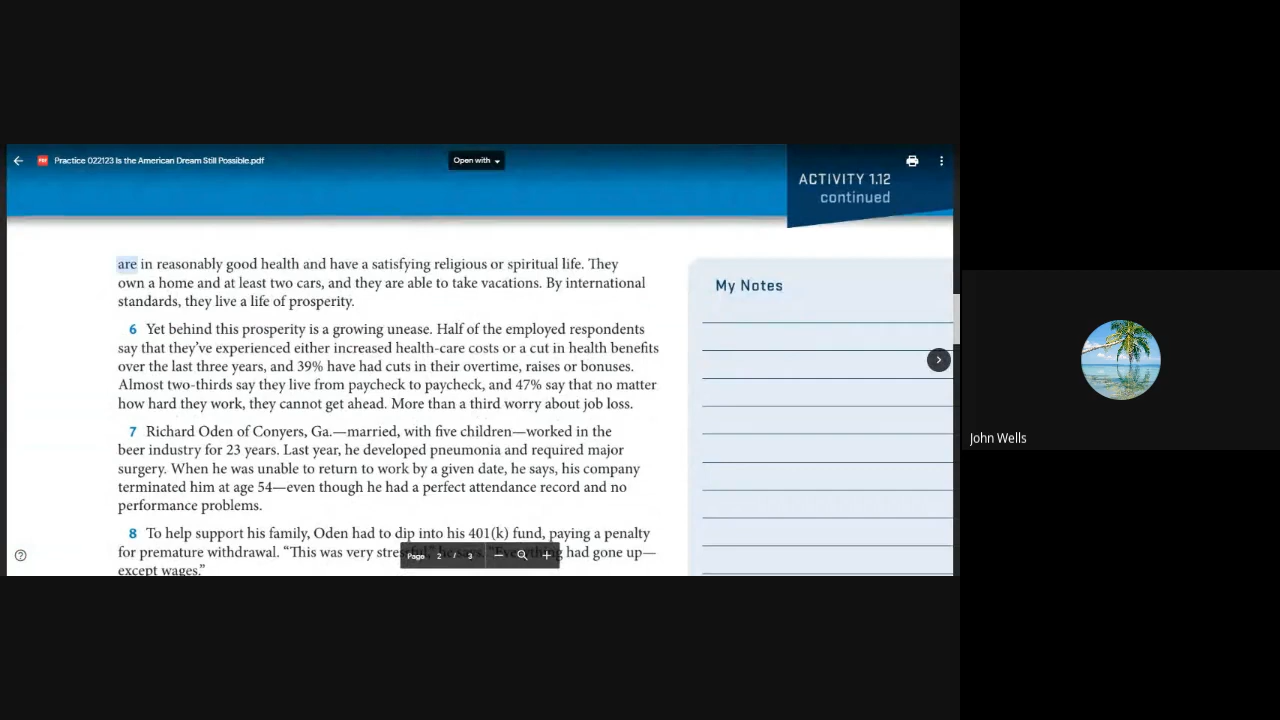 Practice 022123 Is the American Dream Still Possible.pdf
Open with
ACTIVITY 1.12
continued
are in reasonably good health and have a satisfying religious or spiritual life. They
own a home and at least two cars, and they are able to take vacations. By international
standards, they live a life of prosperity.
6 Yet behind this prosperity is a growing unease. Half of the employed respondents
say that they've experienced either increased health-care costs or a cut in health benefits
over the last three years, and 39% have had cuts in their overtime, raises or bonuses.
Almost two-thirds say they live from paycheck to paycheck, and 47% say that no matter
how hard they work, they cannot get ahead. More than a third worry about job loss.
7 Richard Oden of Conyers, Ga.—married, with five children—worked in the
beer industry for 23 years. Last year, he developed pneumonia and required major
surgery. When he was unable to return to work by a given date, he says, his company
terminated him at age 54—even though he had a perfect attendance record and no
performance problems.
8 To help support his family, Oden had to dip into his 401(k) fund, paying a penalty
for premature withdrawal. “This was very stressful,” he says. “Everything had gone up—
except wages.”
Page 2 / 3
My Notes
John Wells